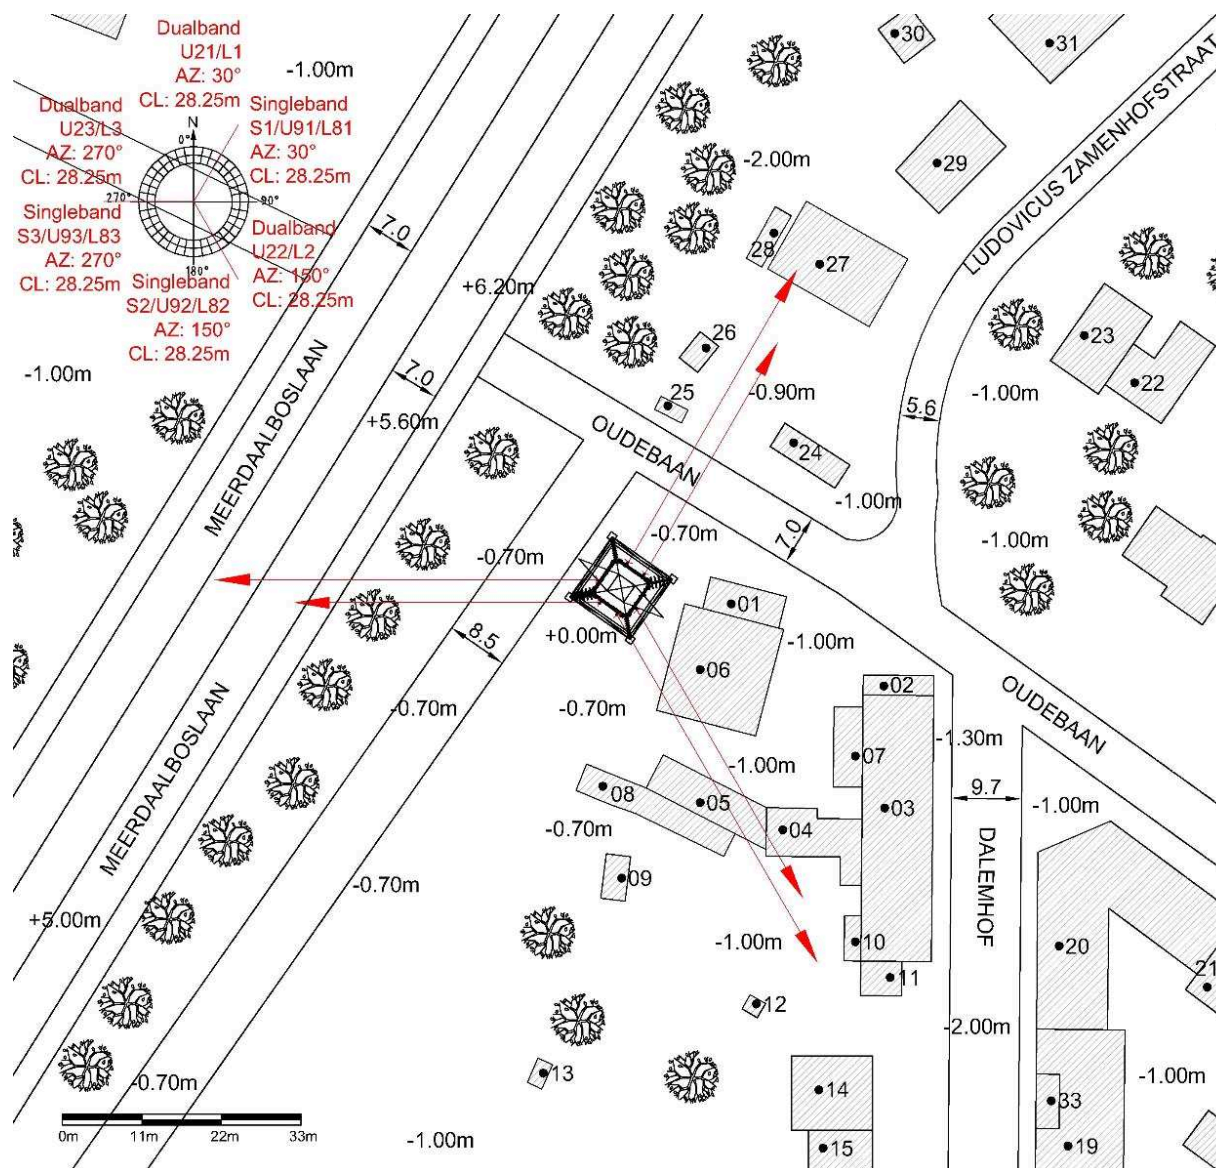 Dualband
U21/L1
AZ: 30°
CL: 28.25m
-1.00m
Dualband
U23/L3
AZ: 270°
CL: 28.25m
Singleband
S1/U91/L81
AZ: 30°
CL: 28.25m
N
0°
270°
90°
180°
Singleband
S3/U93/L83
AZ: 270°
CL: 28.25m
Dualband
U22/L2
AZ: 150°
CL: 28.25m
Singleband
S2/U92/L82
AZ: 150°
CL: 28.25m
30
31
-2.00m
29
LUDOVICUS ZAMENHOFSTRAAT
7.0
28
27
+6.20m
26
23
22
-1.00m
MEERDAALBOSLAAN
7.0
+5.60m
25
-0.90m
5.6
-1.00m
OUDEBAAN
24
-1.00m
7.0
-0.70m
-0.70m
-1.00m
01
+0.00m
-1.00m
8.5
06
02
OUDEBAAN
MEERDAALBOSLAAN
-0.70m
-0.70m
-1.30m
07
-1.00m
08
05
03
9.7
-1.00m
-0.70m
04
DALEMHOF
-0.70m
09
+5.00m
-1.00m
10
20
11
21
12
-2.00m
13
-0.70m
14
-1.00m
33
0m
11m
22m
33m
-1.00m
15
19